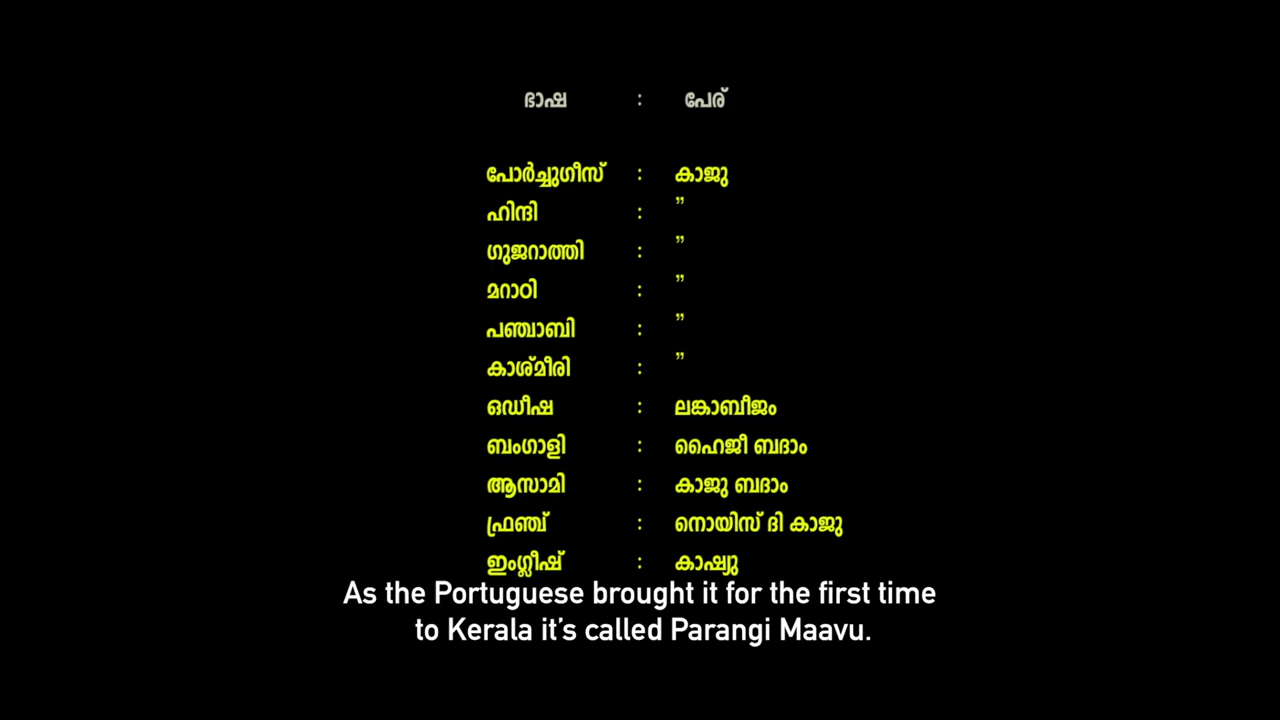 ഭാഷ : പേര്
പോർച്ചുഗീസ് : കാജു
ഹിന്ദി : ”
ഗുജറാത്തി : ”
മറാഠി : ”
പഞ്ചാബി : ”
കാശ്മീരി : ”
ഒഡീഷ : ലങ്കാബീജം
ബംഗാളി : ഹൈജീ ബദാം
ആസാമി : കാജു ബദാം
ഫ്രഞ്ച് : നൊയിസ് ദി കാജു
ഇംഗ്ലീഷ് : കാഷ്യു
As the Portuguese brought it for the first time
to Kerala it’s called Parangi Maavu.